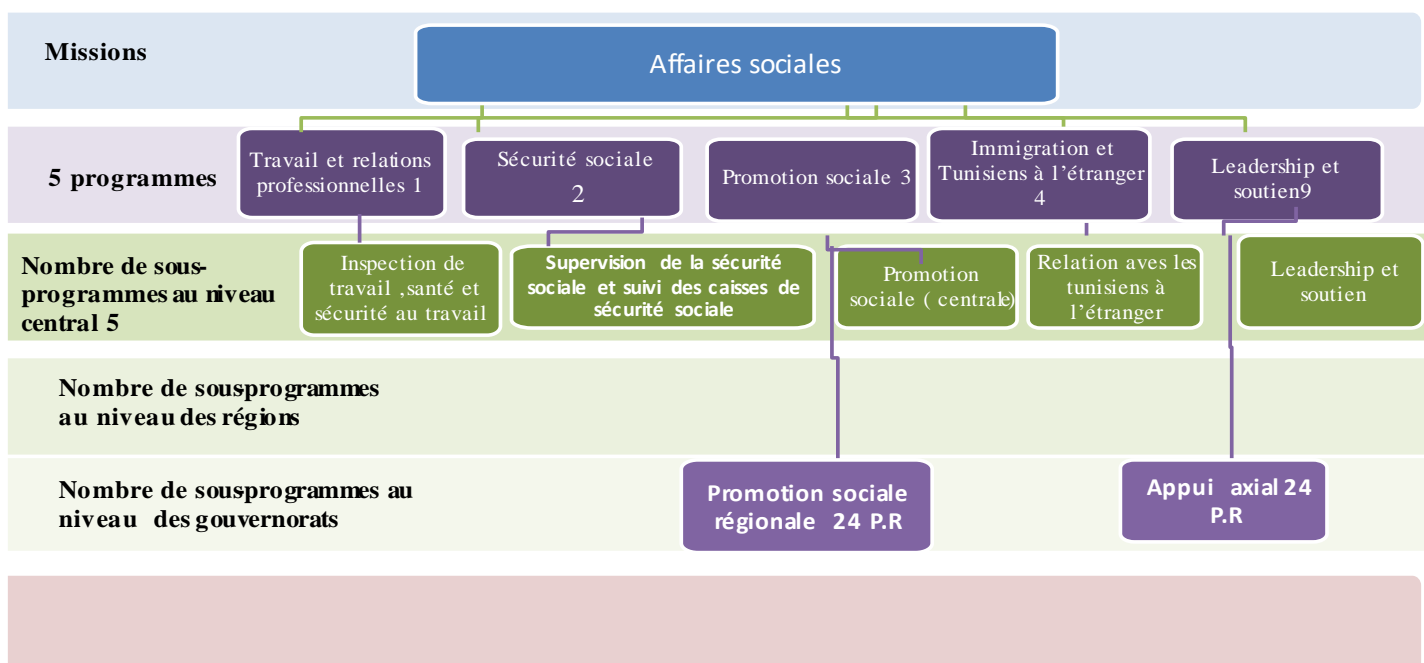 Missions
Affaires sociales
5 programmes
Travail et relations
professionnelles 1
Sécurité sociale
2
Promotion sociale 3
Immigration et
Tunisiens à l'étranger
4
Leadership et
soutien9
Nombre de sous-
programmes au niveau
central 5
Inspection de
travail ,santé et
sécurité au travail
Supervision de la sécurité
sociale et suivi des caisses de
sécurité sociale
Promotion
sociale ( centrale)
Relation aves les
tunisiens à
l'étranger
Leadership et
soutien
Nombre de sous-programmes
au niveau des régions
Nombre de sous-programmes au
niveau des gouvernorats
Promotion sociale
régionale 24 P.R
Appui axial 24
P.R